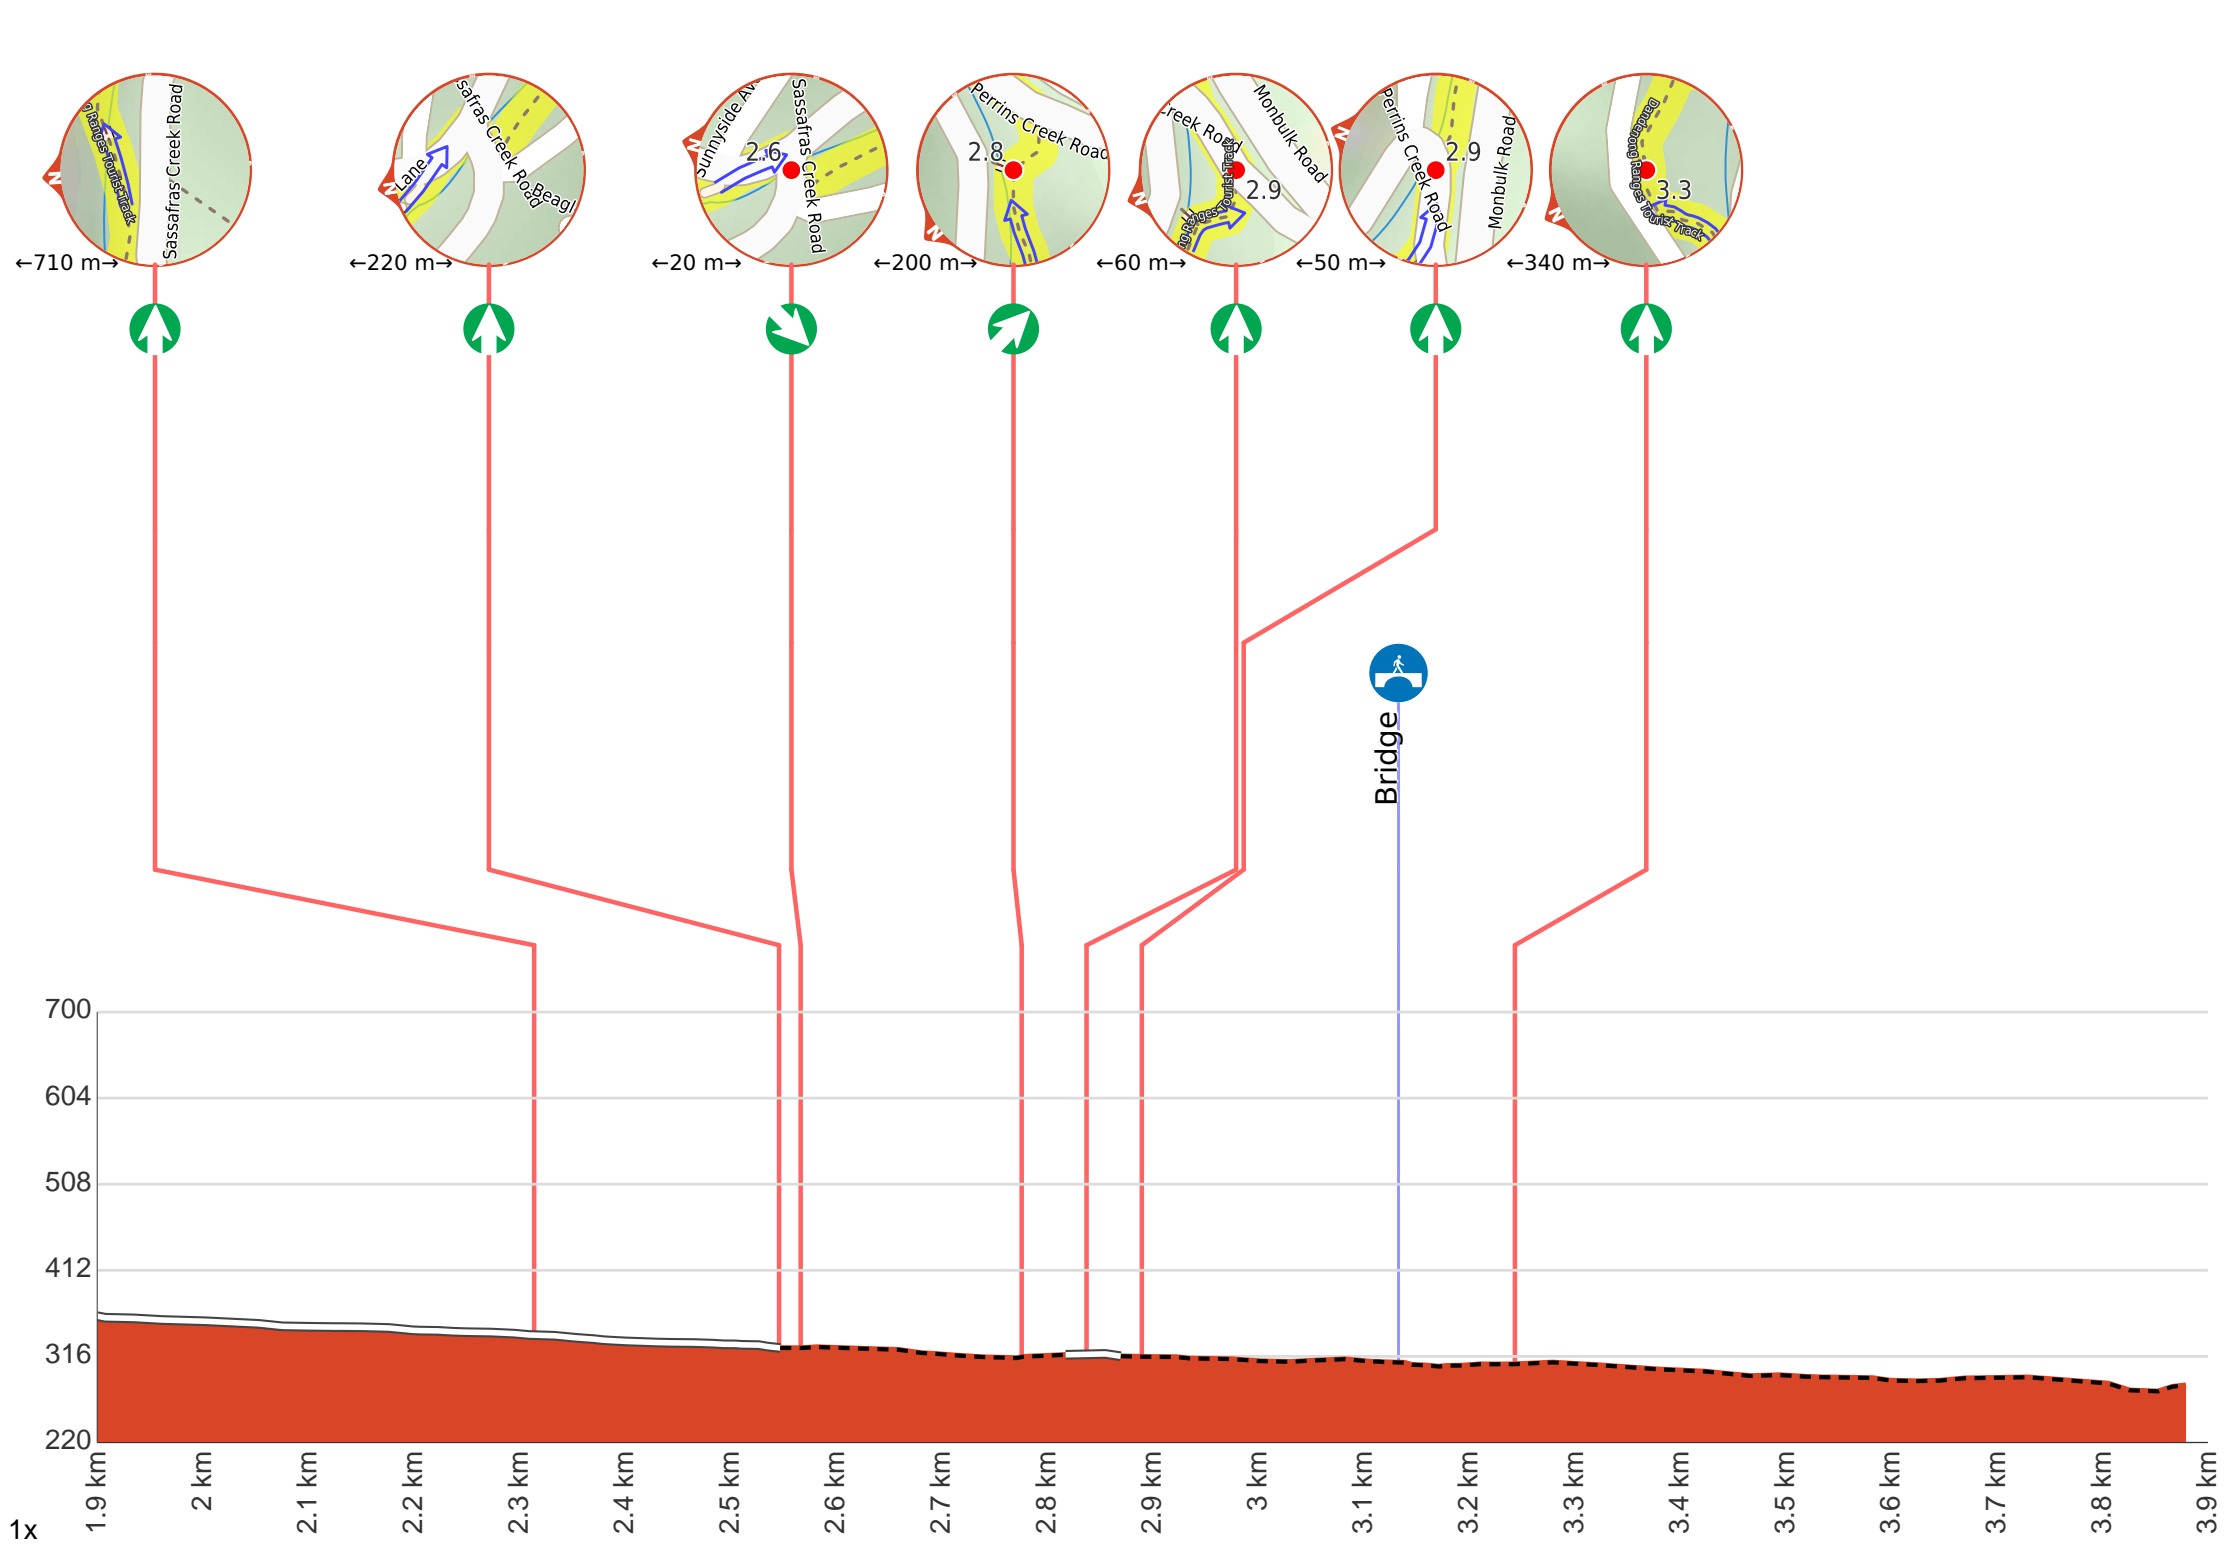 g Ranges Tourist Track
Sassafras Creek Road
N
←710 m→
safras Creek Road
Lane
Beagl
N
←220 m→
Sunnyside Av
Sassafras Creek Road
2.6
N
←20 m→
Perrins Creek Road
2.8
N
←200 m→
Creek Road
Monbulk Road
ng Ranges Tourist Track
2.9
N
←60 m→
Perrins Creek Road
Monbulk Road
2.9
N
←50 m→
Dandenong Ranges Tourist Track
3.3
N
←340 m→
Bridge
700
604
508
412
316
220
1.9 km
2 km
2.1 km
2.2 km
2.3 km
2.4 km
2.5 km
2.6 km
2.7 km
2.8 km
2.9 km
3 km
3.1 km
3.2 km
3.3 km
3.4 km
3.5 km
3.6 km
3.7 km
3.8 km
3.9 km
1x